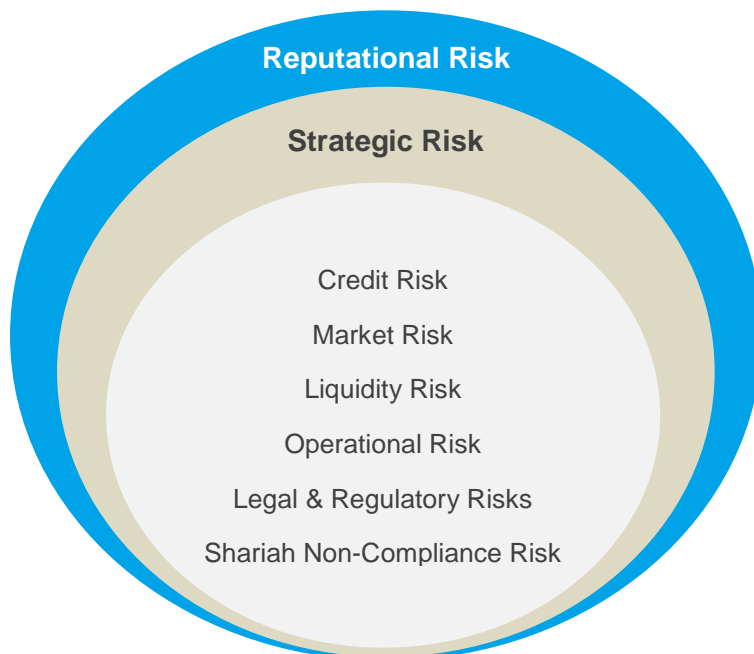 Reputational Risk
Strategic Risk
Credit Risk
Market Risk
Liquidity Risk
Operational Risk
Legal & Regulatory Risks
Shariah Non-Compliance Risk